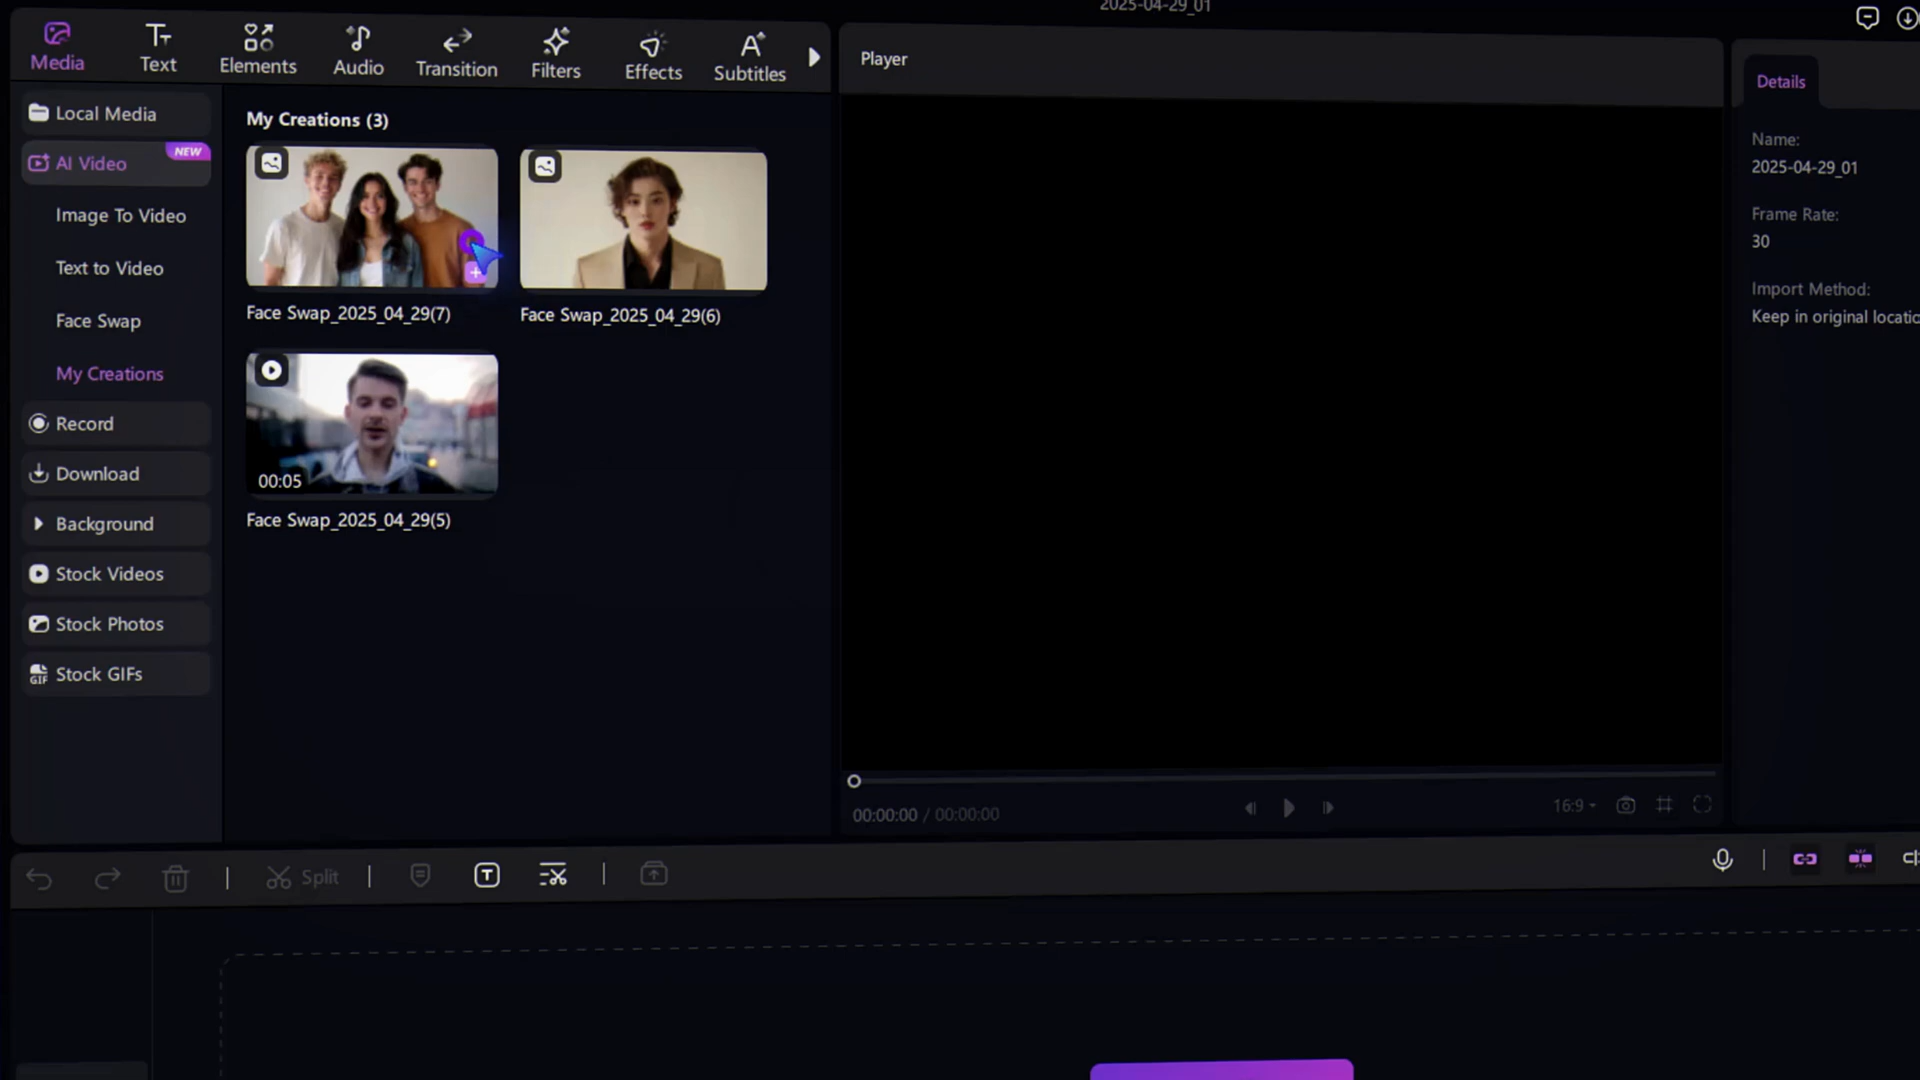 2025-04-29_01
Media
Text
Elements
Audio
Transition
Filters
Effects
Subtitles
Player
Details
Local Media
AI Video
NEW
Image To Video
Text to Video
Face Swap
My Creations
Record
Download
Background
Stock Videos
Stock Photos
GIF
Stock GIFs
My Creations (3)
Face Swap_2025_04_29(7)
Face Swap_2025_04_29(6)
00:05
Face Swap_2025_04_29(5)
Name:
2025-04-29_01
Frame Rate:
30
Import Method:
Keep in original locatio
00:00:00 / 00:00:00
16:9
Split